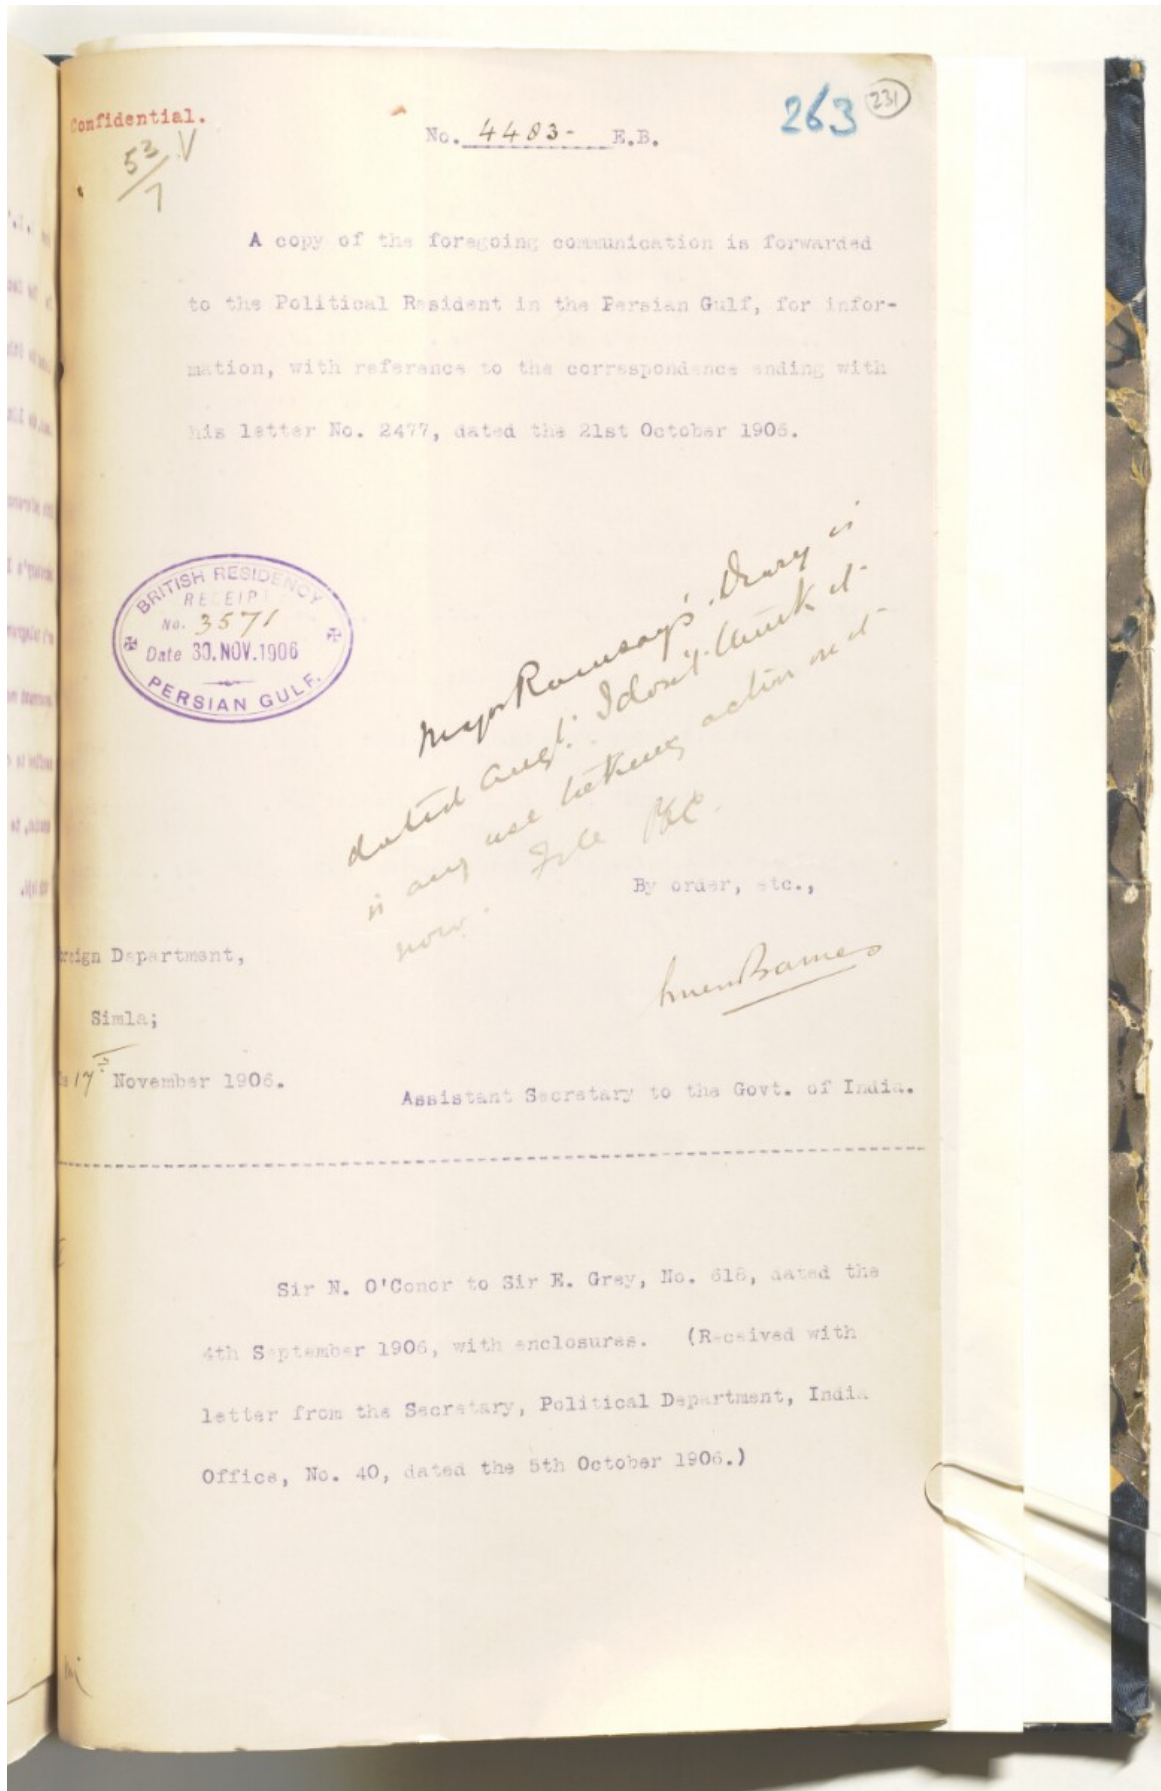 Confidential.
53/7 V
No. 4483- E.B.
263
231
A copy of the foregoing communication is forwarded
to the Political Resident in the Persian Gulf, for infor-
mation, with reference to the correspondence ending with
his letter No. 2477, dated the 21st October 1906.
BRITISH RESIDENCY
RECEIPT
No. 3571
Date 30.NOV.1906
PERSIAN GULF.
Major Ramsay's Diary is
dated Augt. I don't think it
is any use taking action on it
now. File
By order, etc.,
Foreign Department,
Simla;
17th November 1906.
Assistant Secretary to the Govt. of India.
Sir N. O'Conor to Sir E. Grey, No. 618, dated the
4th September 1906, with enclosures. (Received with
letter from the Secretary, Political Department, India
Office, No. 40, dated the 5th October 1906.)